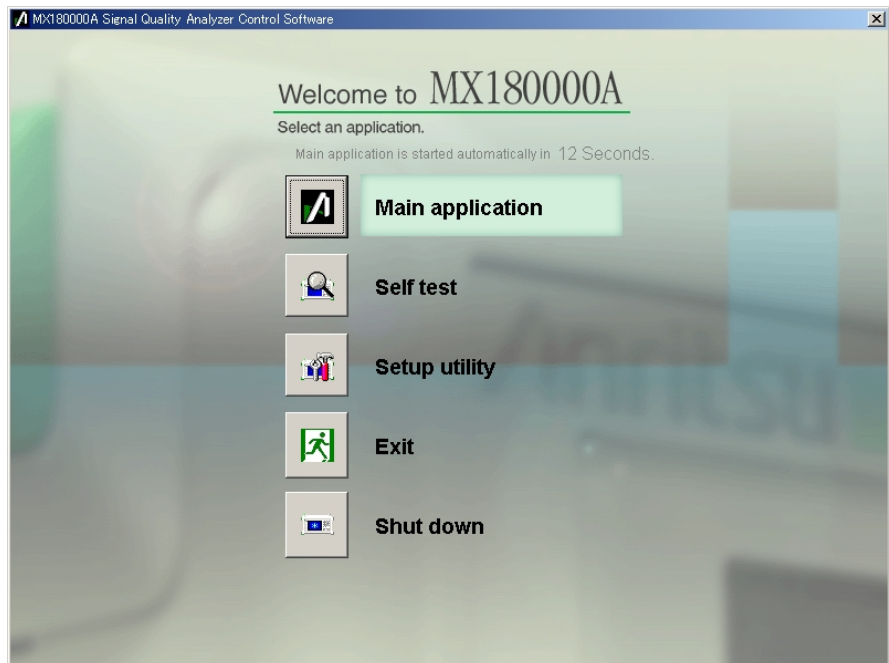 MX180000A Signal Quality Analyzer Control Software
Welcome to MX180000A
Select an application.
Main application is started automatically in 12 Seconds.
Main application
Self test
Setup utility
Exit
Shut down
Anritsu